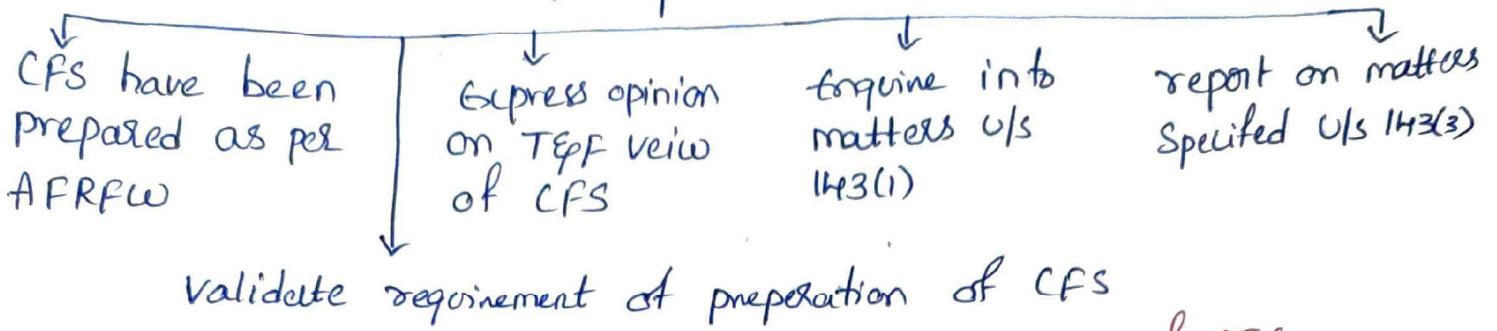 CFS have been
prepared as per
AFRFW
Express opinion
on T&F veiw
of CFS
Enquire into
matters u/s
143(1)
report on matters
Specifed u/s 143(3)
Validate requirement of preperation of CFS